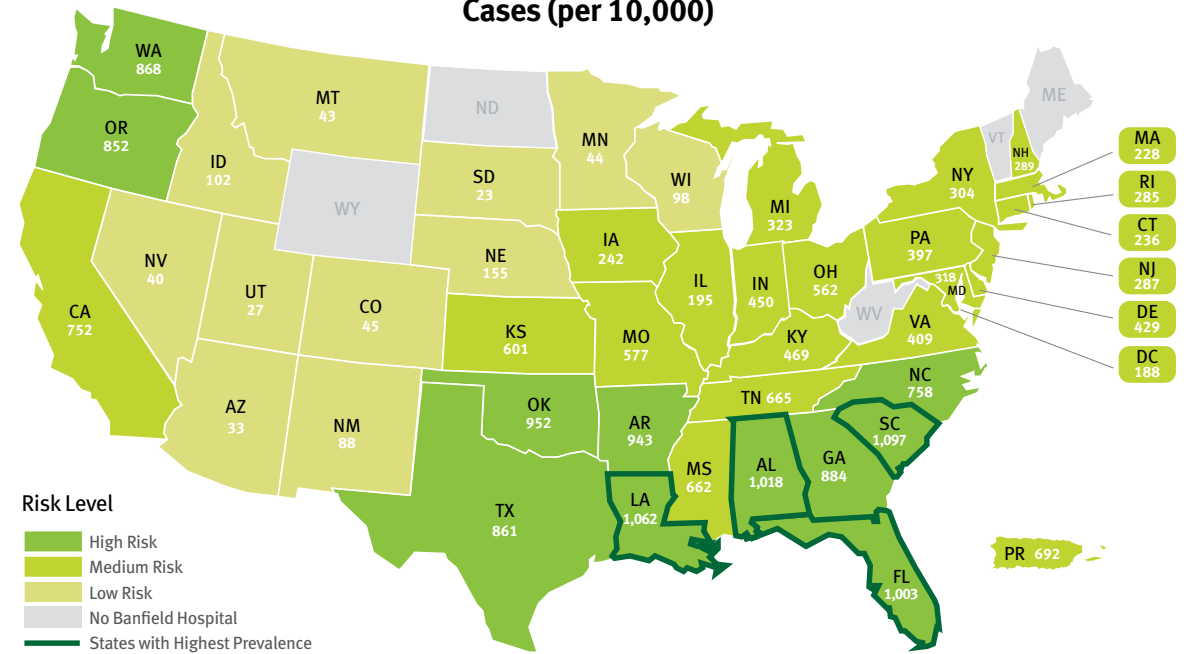 Cases (per 10,000)
WA
868
OR
852
MT
43
ID
102
ND
MN
44
SD
23
WI
98
WY
NE
155
IA
242
MI
323
NY
304
VT
NH
289
ME
MA
228
RI
285
CT
236
NJ
287
DE
429
DC
188
NV
40
UT
27
CO
45
CA
752
KS
601
MO
577
IL
195
IN
450
OH
562
PA
397
318
MD
WV
VA
409
KY
469
NC
758
TN 665
SC
1,097
AZ
33
NM
88
OK
952
AR
943
MS
662
AL
1,018
GA
884
LA
1,062
TX
861
FL
1,003
PR 692
Risk Level
High Risk
Medium Risk
Low Risk
No Banfield Hospital
States with Highest Prevalence